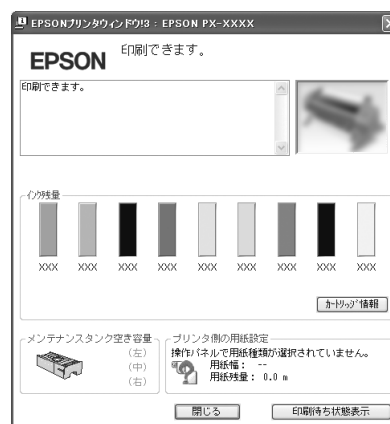 EPSONプリンタウィンドウ!3 : EPSON PX-XXXX
EPSON
印刷できます。
印刷できます。
インク残量
XXX XXX XXX XXX XXX XXX XXX XXX XXX
カートリッジ情報
メンテナンスタンク空き容量
(左)
(中)
(右)
プリンタ側の用紙設定
操作パネルで用紙種類が選択されていません。
用紙幅： --
用紙残量： 0.0 m
閉じる
印刷待ち状態表示